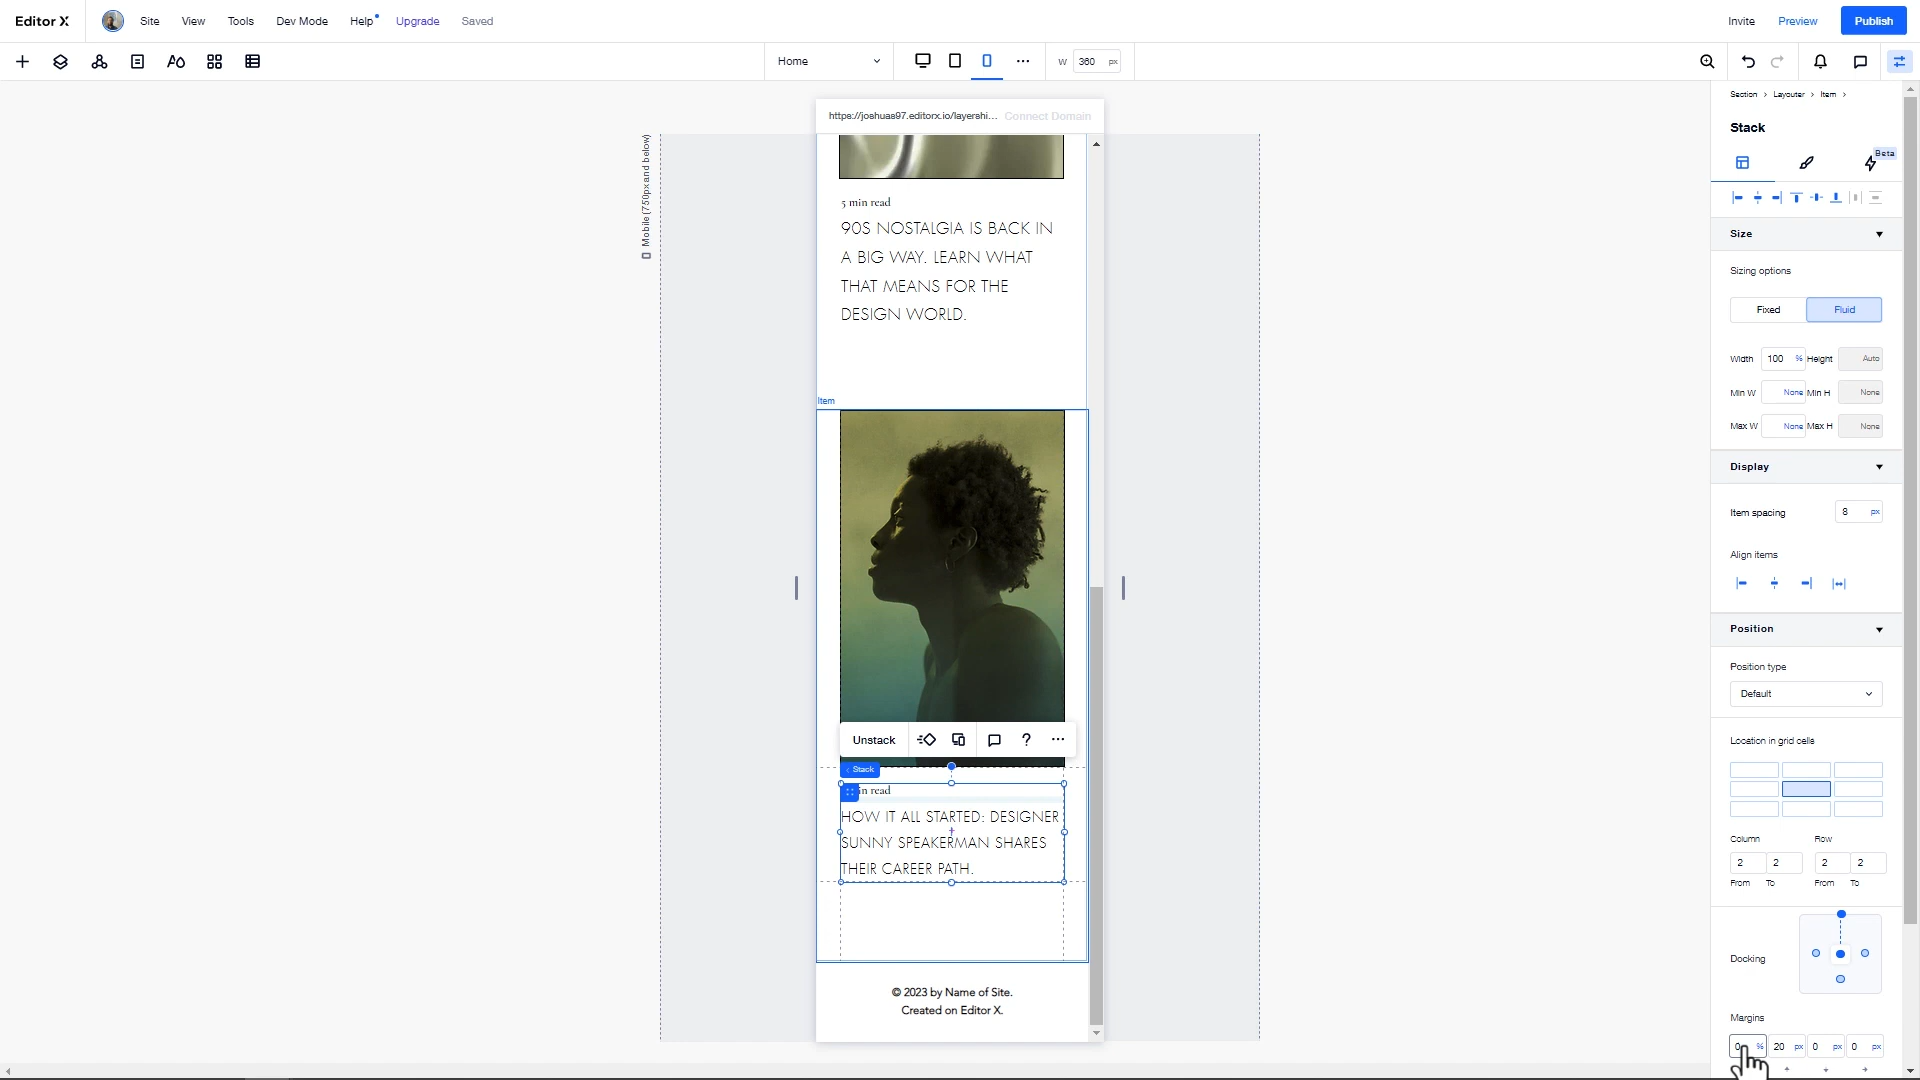 Editor X
Site
View
Tools
Dev Mode
Help
Upgrade
Saved
Invite
Preview
Publish
Home
W 360 px
https://joshuas97.editorx.io/layershi...
Connect Domain
Mobile (750px and below)
5 min read
90S NOSTALGIA IS BACK IN
A BIG WAY. LEARN WHAT
THAT MEANS FOR THE
DESIGN WORLD.
Item
Unstack
?
Stack
in read
HOW IT ALL STARTED: DESIGNER
SUNNY SPEAKERMAN SHARES
THEIR CAREER PATH.
© 2023 by Name of Site.
Created on Editor X.
Section > Layouter > Item >
Stack
Beta
Size
Sizing options
Fixed
Fluid
Width 100 % Height Auto
Min W None Min H None
Max W None Max H None
Display
Item spacing 8 px
Align items
Position
Position type
Default
Location in grid cells
Column
Row
2 2 2 2
From To From To
Docking
Margins
0 % 20 px 0 px 0 px